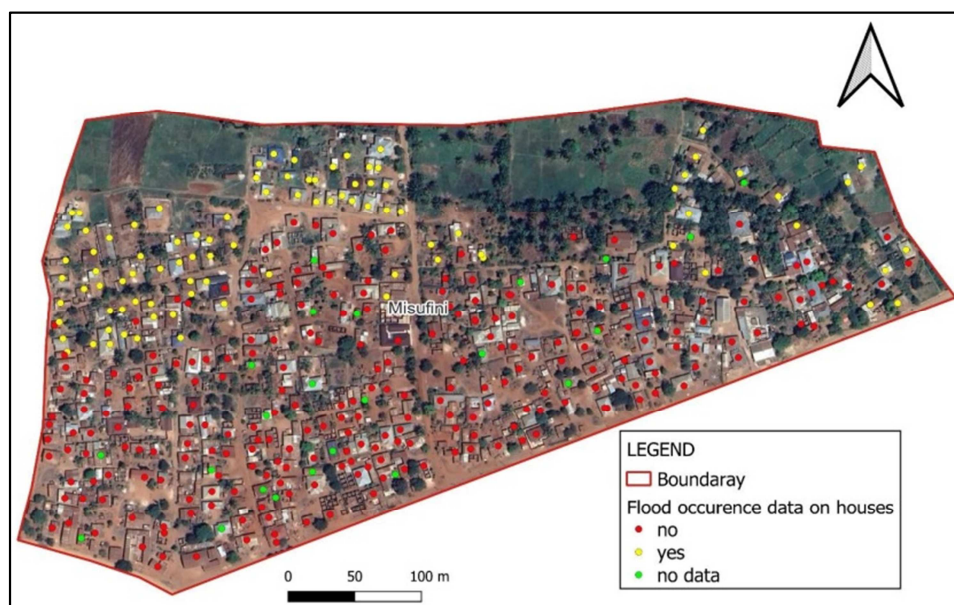 Misufini
LEGEND
Boundaray
Flood occurence data on houses
no
yes
no data
0 50 100 m